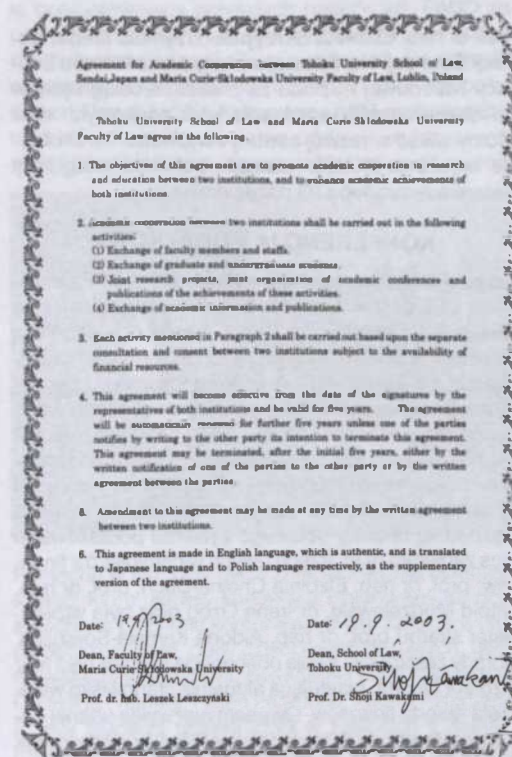 Agreement for Academic Cooperation between Tohoku University School of Law,
Sendai,Japan and Maria Curie-Skłodowska University Faculty of Law, Lublin, Poland
Tohoku University School of Law and Maria Curie-Skłodowska University
Faculty of Law agree in the following.
1. The objectives of this agreement are to promote academic cooperation in research
and education between two institutions, and to enhance academic achievements of
both institutions.
2. Academic cooperation between two institutions shall be carried out in the following
activities:
(1) Exchange of faculty members and staffs.
(2) Exchange of graduate and undergraduate students.
(3) Joint research projects, joint organization of academic conferences and
publications of the achievements of these activities.
(4) Exchange of academic information and publications.
3. Each activity mentioned in Paragraph 2 shall be carried out based upon the separate
consultation and consent between two institutions subject to the availability of
financial resources.
4. This agreement will become effective from the date of the signatures by the
representatives of both institutions and be valid for five years. The agreement
will be renewed for further five years unless one of the parties
notifies by writing to the other party its intention to terminate this agreement.
This agreement may be terminated, after the initial five years, either by the
written notification of one of the parties to the other party or by the written
agreement between the parties.
5. Amendment to this agreement may be made at any time by the written agreement
between two institutions.
6. This agreement is made in English language, which is authentic, and is translated
to Japanese language and to Polish language respectively, as the supplementary
version of the agreement.
Date: 19.9.2003
Dean, Faculty of Law,
Maria Curie-Skłodowska University
Prof. dr. hab. Leszek Leszczyński
Date: 19.9.2003.
Dean, School of Law,
Tohoku University
Shoji Kawakami
Prof. Dr. Shoji Kawakami